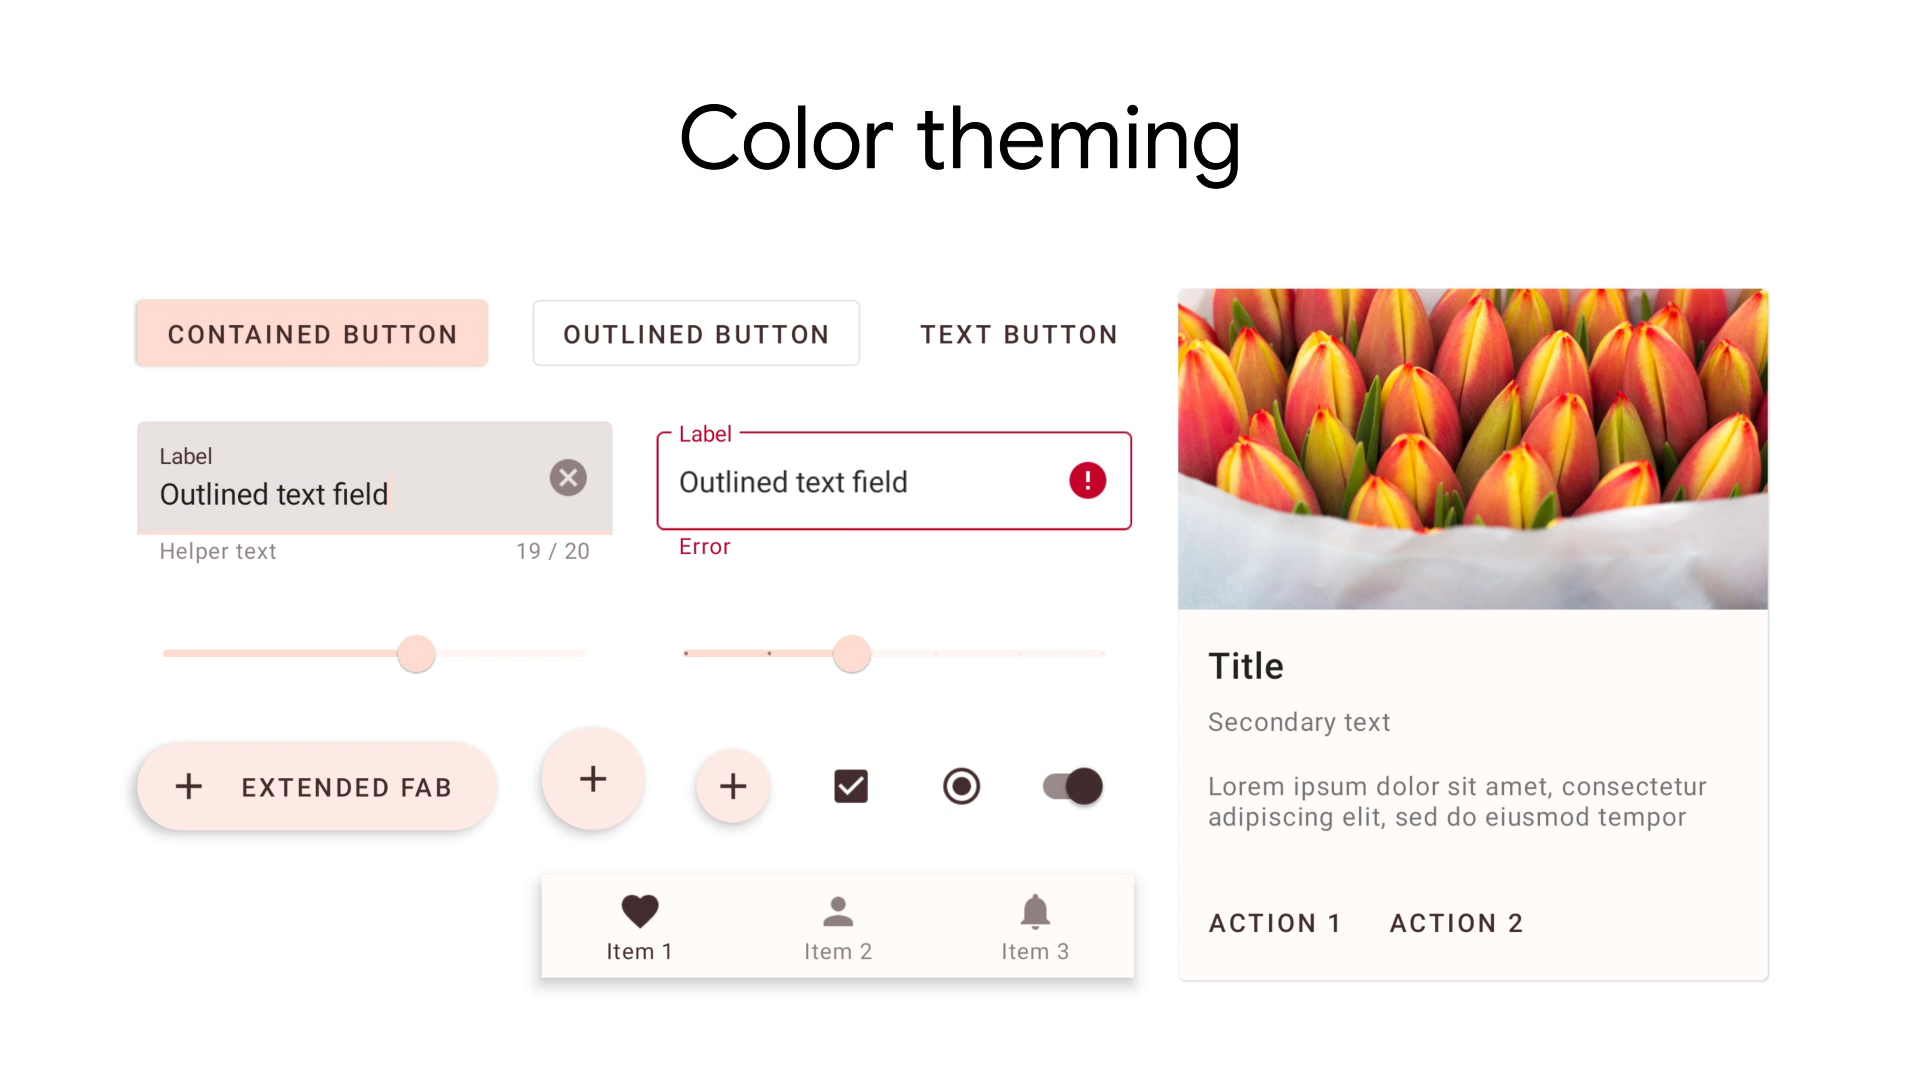 Color theming
CONTAINED BUTTON
OUTLINED BUTTON
TEXT BUTTON
Label
Outlined text field
Helper text
19 / 20
Label
Outlined text field
Error
EXTENDED FAB
Item 1
Item 2
Item 3
Title
Secondary text
Lorem ipsum dolor sit amet, consectetur
adipiscing elit, sed do eiusmod tempor
ACTION 1
ACTION 2